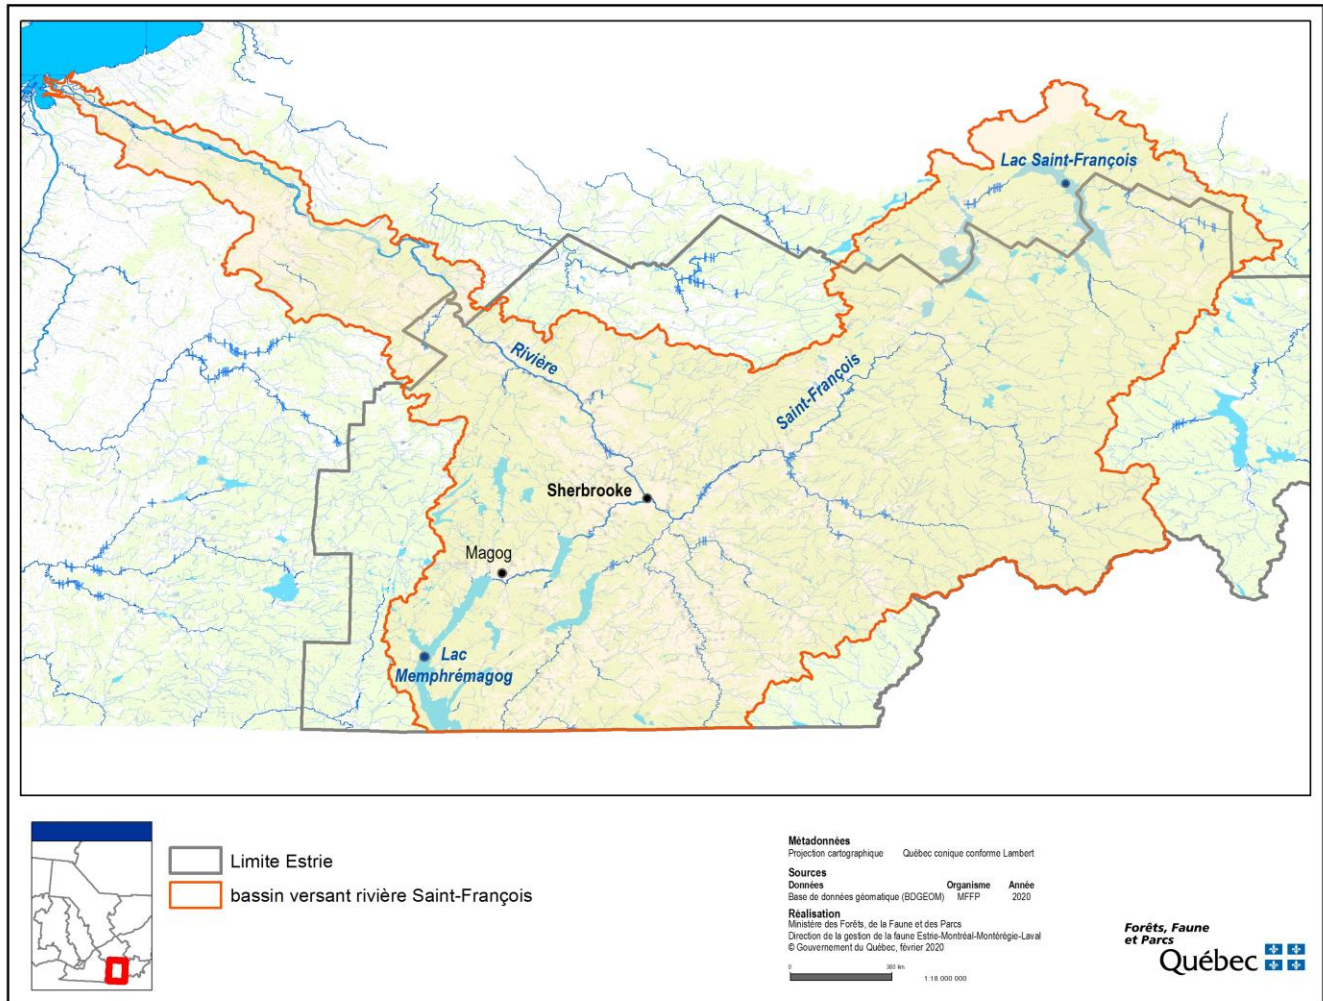 Lac Saint-François
Rivière
Saint-François
Sherbrooke
Magog
Lac
Memphrémagog
Limite Estrie
bassin versant rivière Saint-François
Métadonnées
Projection cartographique Québec conique conforme Lambert
Sources
Données Organisme Année
Base de données géomatique (BDGEOM) MFFP 2020
Réalisation
Ministère des Forêts, de la Faune et des Parcs
Direction de la gestion de la faune Estrie-Montréal-Montérégie-Laval
© Gouvernement du Québec, février 2020
0 380 km
1:18 000 000
Forêts, Faune
et Parcs
Québec